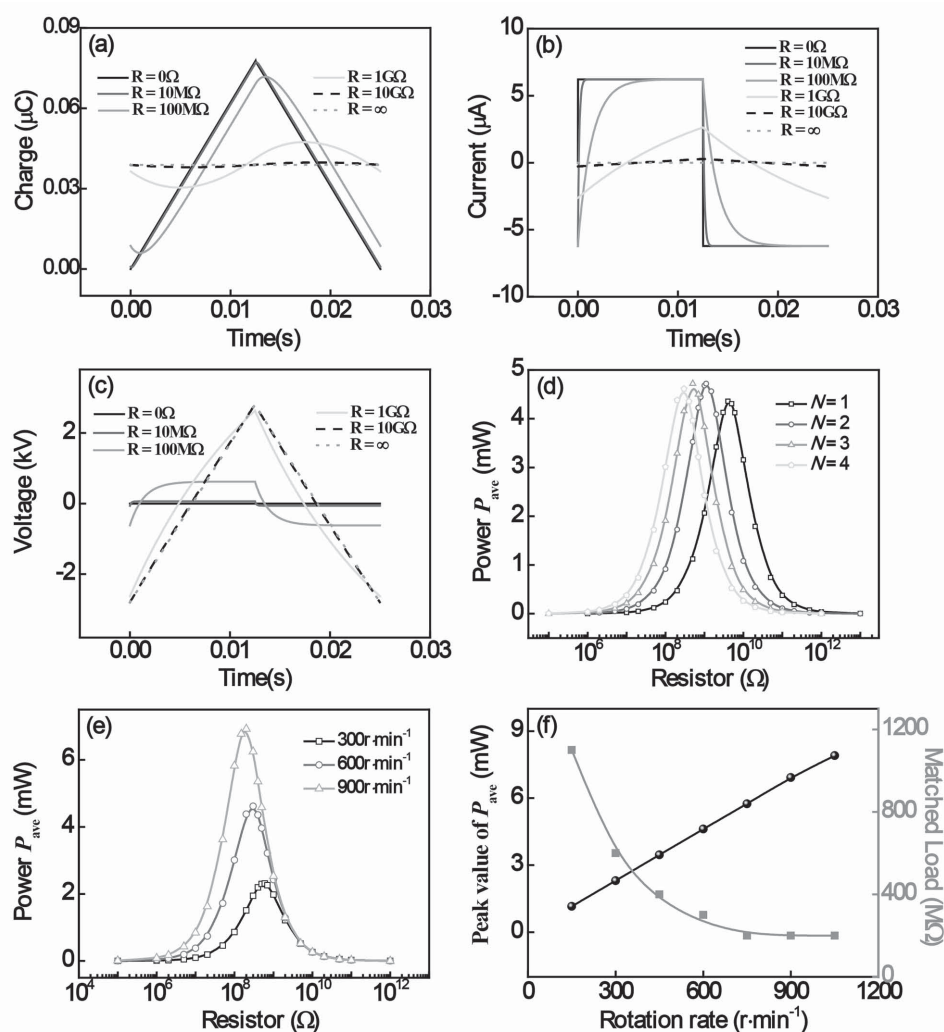 (a)
0.09
0.06
0.03
0.00
Charge (μC)
R = 0Ω
R = 10MΩ
R = 100MΩ
R = 1GΩ
R = 10GΩ
R = ∞
0.00 0.01 0.02 0.03
Time(s)
(b)
10
5
0
-5
-10
Current (μA)
R = 0Ω
R = 10MΩ
R = 100MΩ
R = 1GΩ
R = 10GΩ
R = ∞
0.00 0.01 0.02 0.03
Time(s)
(c)
2
0
-2
Voltage (kV)
R = 0Ω
R = 10MΩ
R = 100MΩ
R = 1GΩ
R = 10GΩ
R = ∞
0.00 0.01 0.02 0.03
Time(s)
(d)
5
4
3
2
1
0
Power P_ave (mW)
N = 1
N = 2
N = 3
N = 4
10⁶ 10⁸ 10¹⁰ 10¹²
Resistor (Ω)
(e)
6
4
2
0
Power P_ave (mW)
300r·min⁻¹
600r·min⁻¹
900r·min⁻¹
10⁴ 10⁶ 10⁸ 10¹⁰ 10¹²
Resistor (Ω)
(f)
9
6
3
0
Peak value of P_ave (mW)
1200
800
400
0
Matched Load (MΩ)
0 300 600 900 1200
Rotation rate (r·min⁻¹)